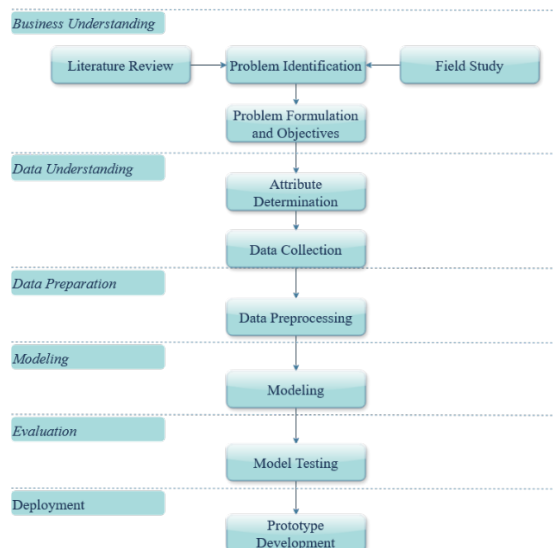 Business Understanding
Literature Review
Problem Identification
Field Study
Problem Formulation
and Objectives
Data Understanding
Attribute
Determination
Data Collection
Data Preparation
Data Preprocessing
Modeling
Modeling
Evaluation
Model Testing
Deployment
Prototype
Development